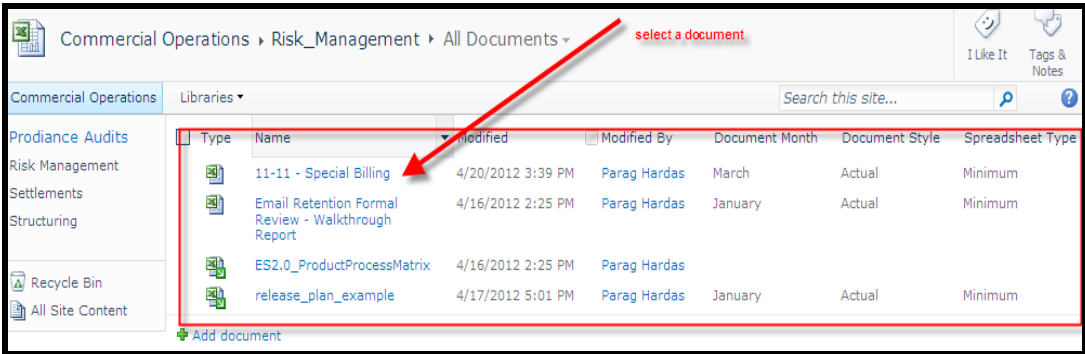 Commercial Operations ▸ Risk_Management ▸ All Documents
select a document
I Like It
Tags & Notes
Commercial Operations
Libraries
Search this site...
Prodiance Audits
Risk Management
Settlements
Structuring
Recycle Bin
All Site Content
Type Name Modified Modified By Document Month Document Style Spreadsheet Type
11-11 - Special Billing 4/20/2012 3:39 PM Parag Hardas March Actual Minimum
Email Retention Formal 4/16/2012 2:25 PM Parag Hardas January Actual Minimum
Review - Walkthrough
Report
ES2.0_ProductProcessMatrix 4/16/2012 2:25 PM Parag Hardas
release_plan_example 4/17/2012 5:01 PM Parag Hardas January Actual Minimum
Add document